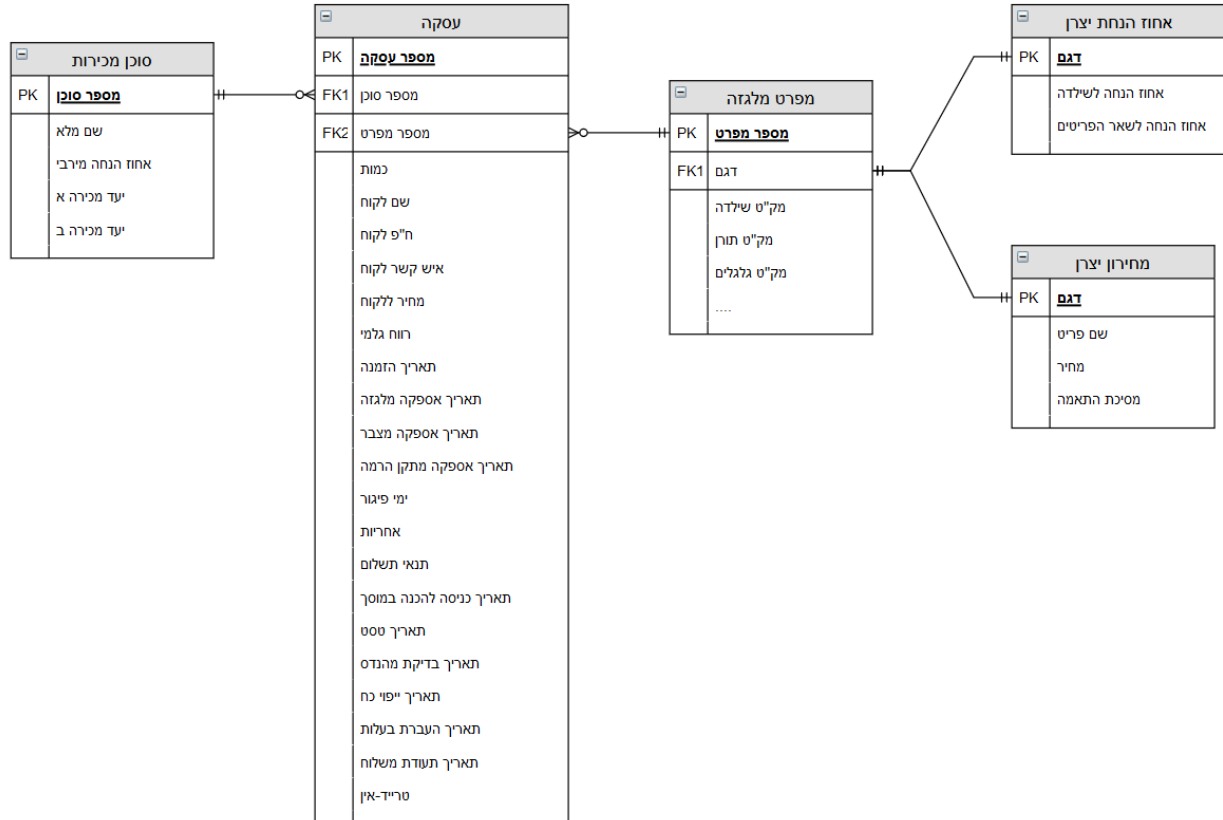 סוכן מכירות
PK מספר סוכן
שם מלא
אחוז הנחה מירבי
יעד מכירה א
יעד מכירה ב
עסקה
PK מספר עסקה
FK1 מספר סוכן
FK2 מספר מפרט
כמות
שם לקוח
ח"פ לקוח
איש קשר לקוח
מחיר ללקוח
רווח גלמי
תאריך הזמנה
תאריך אספקה מלגזה
תאריך אספקה מצבר
תאריך אספקה מתקן הרמה
ימי פיגור
אחריות
תנאי תשלום
תאריך כניסה להכנה במוסך
תאריך טסט
תאריך בדיקת מהנדס
תאריך ייפוי כח
תאריך העברת בעלות
תאריך תעודת משלוח
טרייד-אין
מפרט מלגזה
PK מספר מפרט
FK1 דגם
מק"ט שילדה
מק"ט תורן
מק"ט גלגלים
....
אחוז הנחת יצרן
PK דגם
אחוז הנחה לשילדה
אחוז הנחה לשאר הפריטים
מחירון יצרן
PK דגם
שם פריט
מחיר
מסיכת התאמה